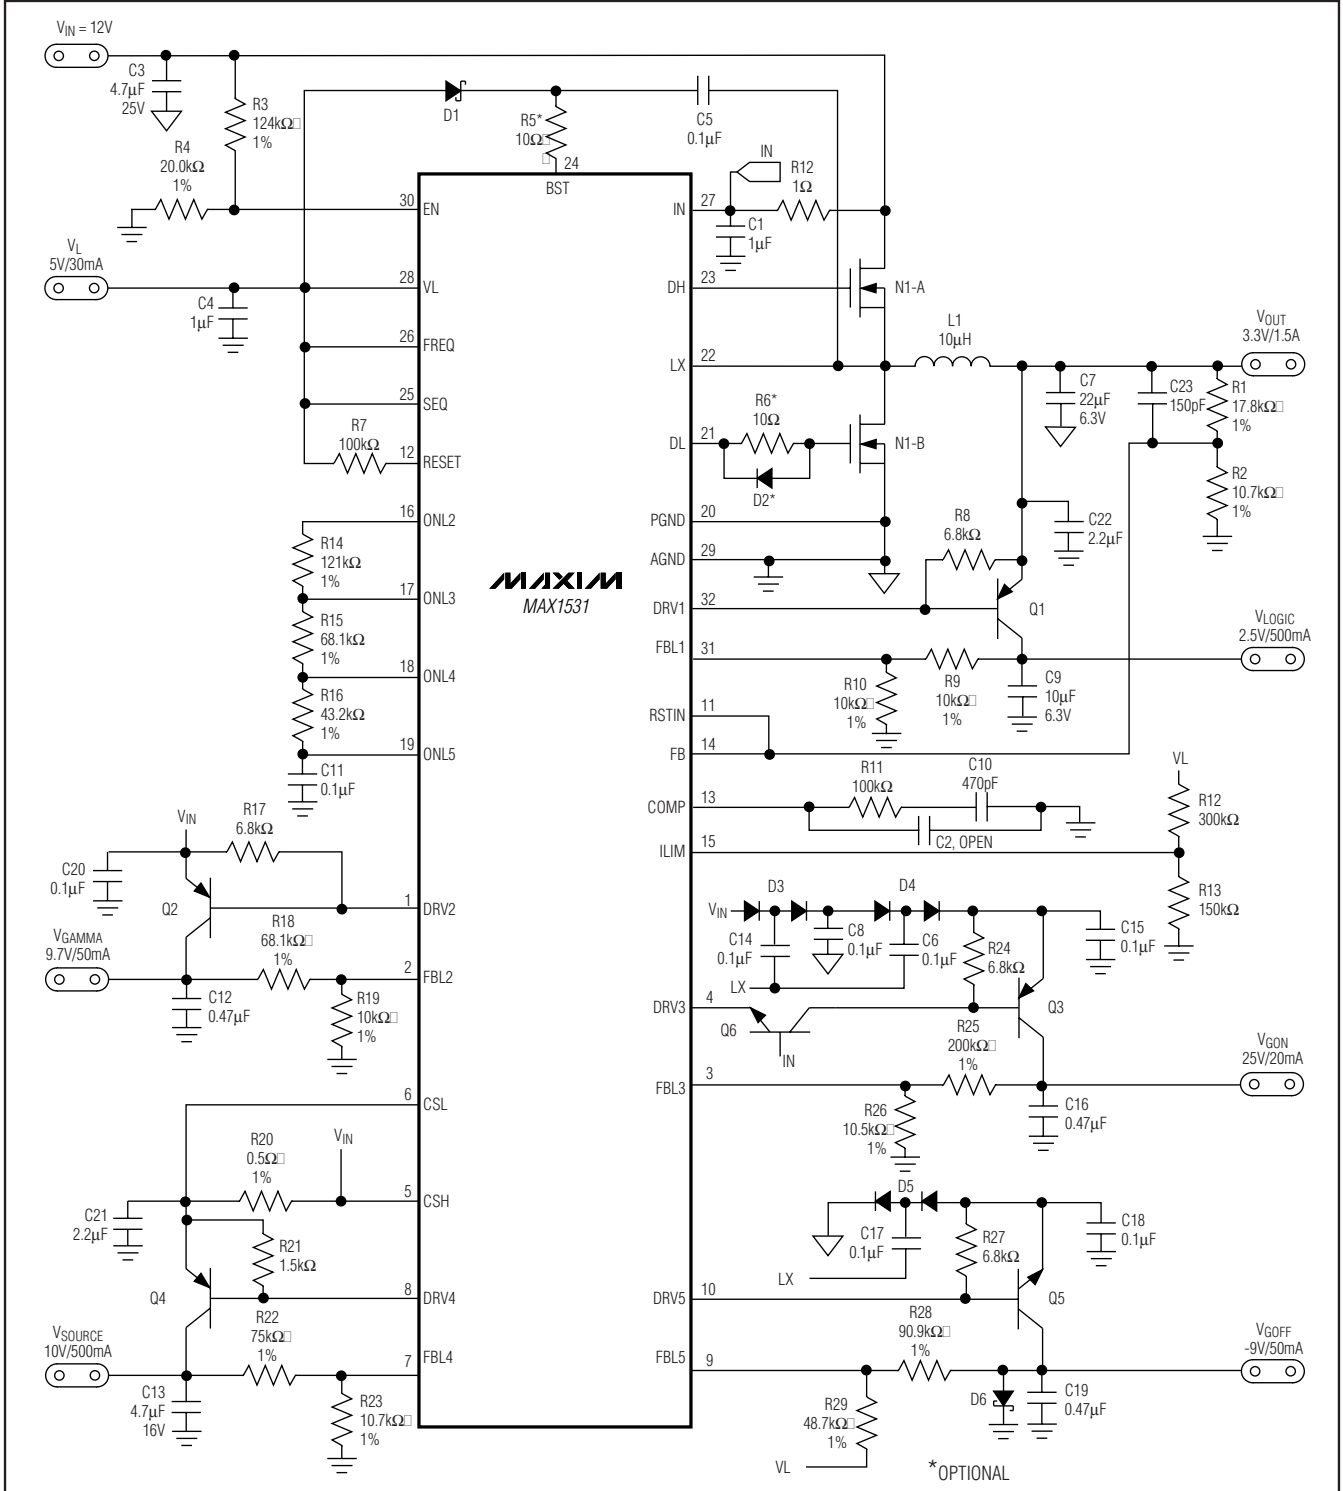 VIN = 12V
C3
4.7μF
25V
R3
124kΩ
1%
R4
20.0kΩ
1%
D1
R5*
10Ω
24
BST
C5
0.1μF
IN
R12
1Ω
30
EN
27
IN
C1
1μF
VL
5V/30mA
C4
1μF
28
VL
26
FREQ
25
SEQ
R7
100kΩ
12
RESET
23
DH
N1-A
22
LX
L1
10μH
VOUT
3.3V/1.5A
C7
22μF
6.3V
C23
150pF
R1
17.8kΩ
1%
R2
10.7kΩ
1%
21
DL
R6*
10Ω
D2*
N1-B
16
ONL2
R14
121kΩ
1%
17
ONL3
R15
68.1kΩ
1%
18
ONL4
R16
43.2kΩ
1%
19
ONL5
C11
0.1μF
MAXIM
MAX1531
20
PGND
29
AGND
R8
6.8kΩ
C22
2.2μF
32
DRV1
Q1
31
FBL1
R10
10kΩ
1%
R9
10kΩ
1%
C9
10μF
6.3V
VLOGIC
2.5V/500mA
11
RSTIN
14
FB
R11
100kΩ
C10
470pF
13
COMP
C2, OPEN
15
ILIM
VL
R12
300kΩ
R13
150kΩ
VIN
R17
6.8kΩ
C20
0.1μF
Q2
1
DRV2
VGAMMA
9.7V/50mA
R18
68.1kΩ
1%
2
FBL2
C12
0.47μF
R19
10kΩ
1%
D3
D4
VIN
C14
0.1μF
C8
0.1μF
C6
0.1μF
R24
6.8kΩ
C15
0.1μF
LX
4
DRV3
Q6
IN
Q3
R25
200kΩ
1%
VGON
25V/20mA
3
FBL3
R26
10.5kΩ
1%
C16
0.47μF
6
CSL
R20
0.5Ω
1%
VIN
5
CSH
C21
2.2μF
R21
1.5kΩ
Q4
8
DRV4
VSOURCE
10V/500mA
R22
75kΩ
1%
7
FBL4
C13
4.7μF
16V
R23
10.7kΩ
1%
D5
C17
0.1μF
R27
6.8kΩ
C18
0.1μF
LX
10
DRV5
Q5
R28
90.9kΩ
1%
VGOFF
-9V/50mA
9
FBL5
D6
C19
0.47μF
R29
48.7kΩ
1%
VL
*OPTIONAL